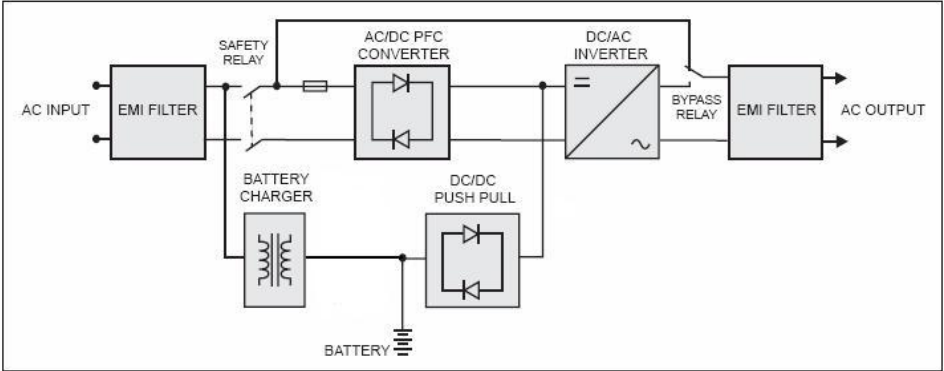 SAFETY
RELAY
AC/DC PFC
CONVERTER
DC/AC
INVERTER
AC INPUT
EMI FILTER
BYPASS
RELAY
EMI FILTER
AC OUTPUT
BATTERY
CHARGER
DC/DC
PUSH PULL
BATTERY